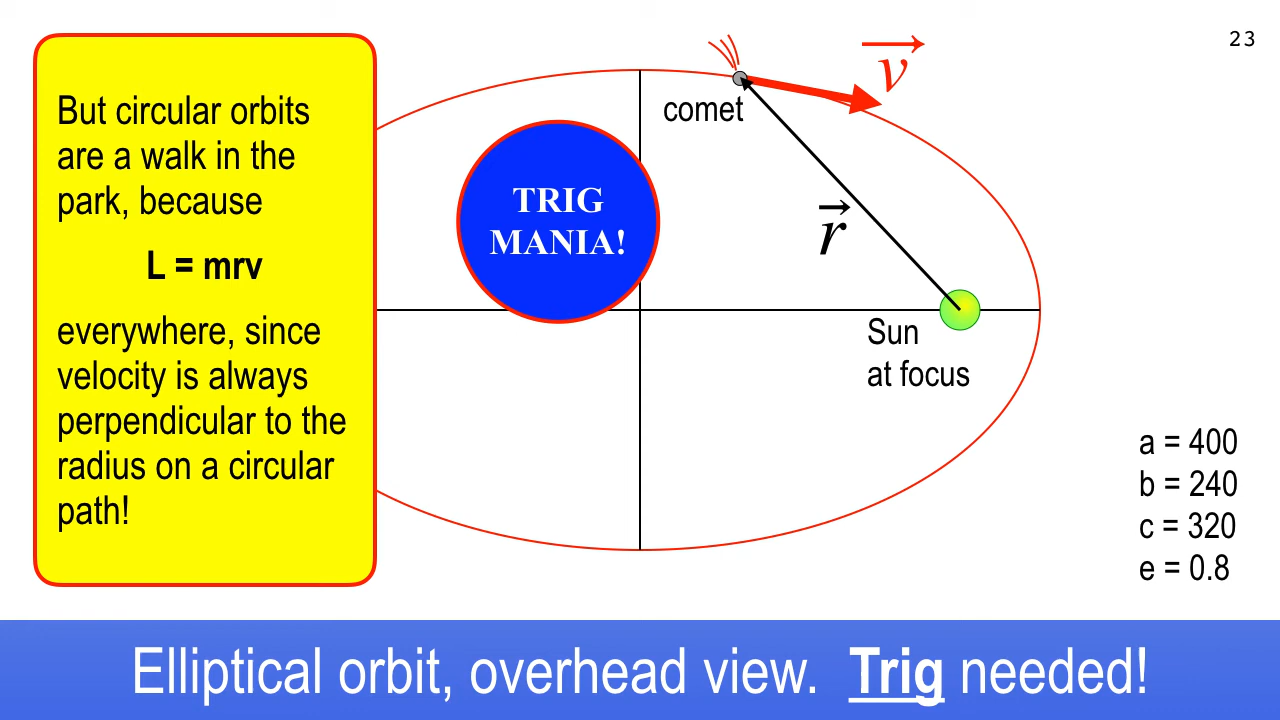 23
But circular orbits
are a walk in the
park, because
L = mrv
everywhere, since
velocity is always
perpendicular to the
radius on a circular
path!
TRIG
MANIA!
comet
v
r
Sun
at focus
a = 400
b = 240
c = 320
e = 0.8
Elliptical orbit, overhead view. Trig needed!